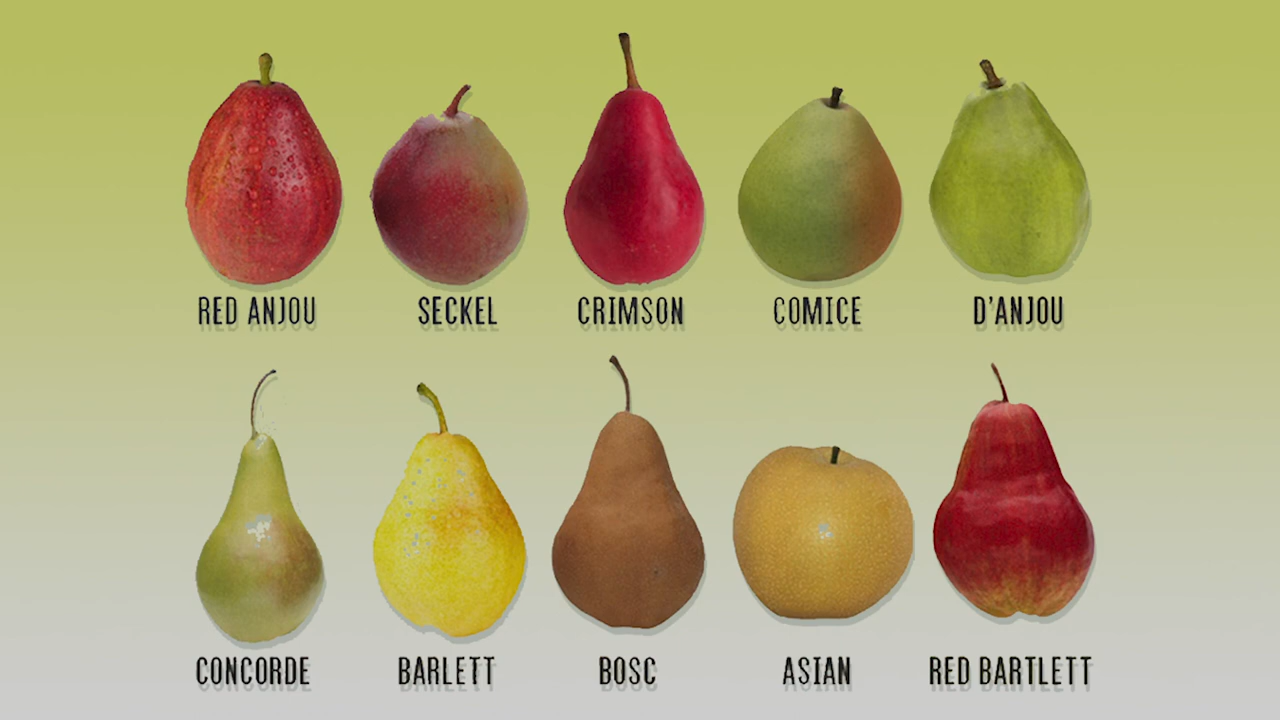 RED ANJOU
SECKEL
CRIMSON
COMICE
D'ANJOU
CONCORDE
BARLETT
BOSC
ASIAN
RED BARTLETT